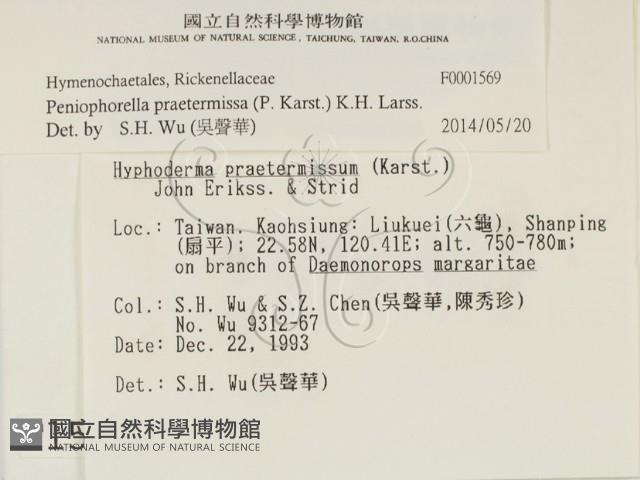 國立自然科學博物館
NATIONAL MUSEUM OF NATURAL SCIENCE, TAICHUNG, TAIWAN, R.O.CHINA
Hymenochaetales, Rickenellaceae F0001569
Peniophorella praetermissa (P. Karst.) K.H. Larss.
Det. by S.H. Wu (吳聲華) 2014/05/20
Hyphoderma praetermissum (Karst.)
John Erikss. & Strid
Loc.: Taiwan. Kaohsiung: Liukuei(六龜), Shanping
(扇平); 22.58N, 120.41E; alt. 750-780m;
on branch of Daemonorops margaritae
Col.: S.H. Wu & S.Z. Chen(吳聲華,陳秀珍)
No. Wu 9312-67
Date: Dec. 22, 1993
Det.: S.H. Wu(吳聲華)
國立自然科學博物館
NATIONAL MUSEUM OF NATURAL SCIENCE